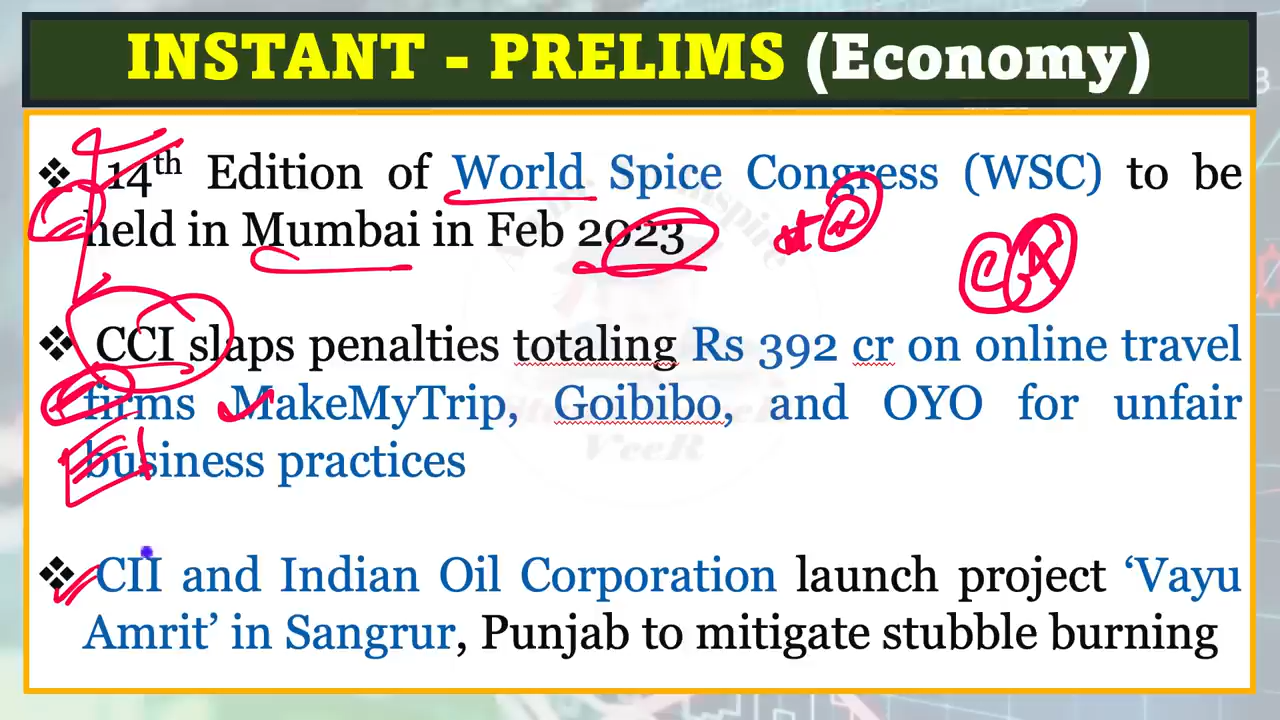 INSTANT - PRELIMS (Economy)
❖ 14th Edition of World Spice Congress (WSC) to be
held in Mumbai in Feb 2023
❖ CCI slaps penalties totaling Rs 392 cr on online travel
firms MakeMyTrip, Goibibo, and OYO for unfair
business practices
❖ CII and Indian Oil Corporation launch project ‘Vayu
Amrit’ in Sangrur, Punjab to mitigate stubble burning